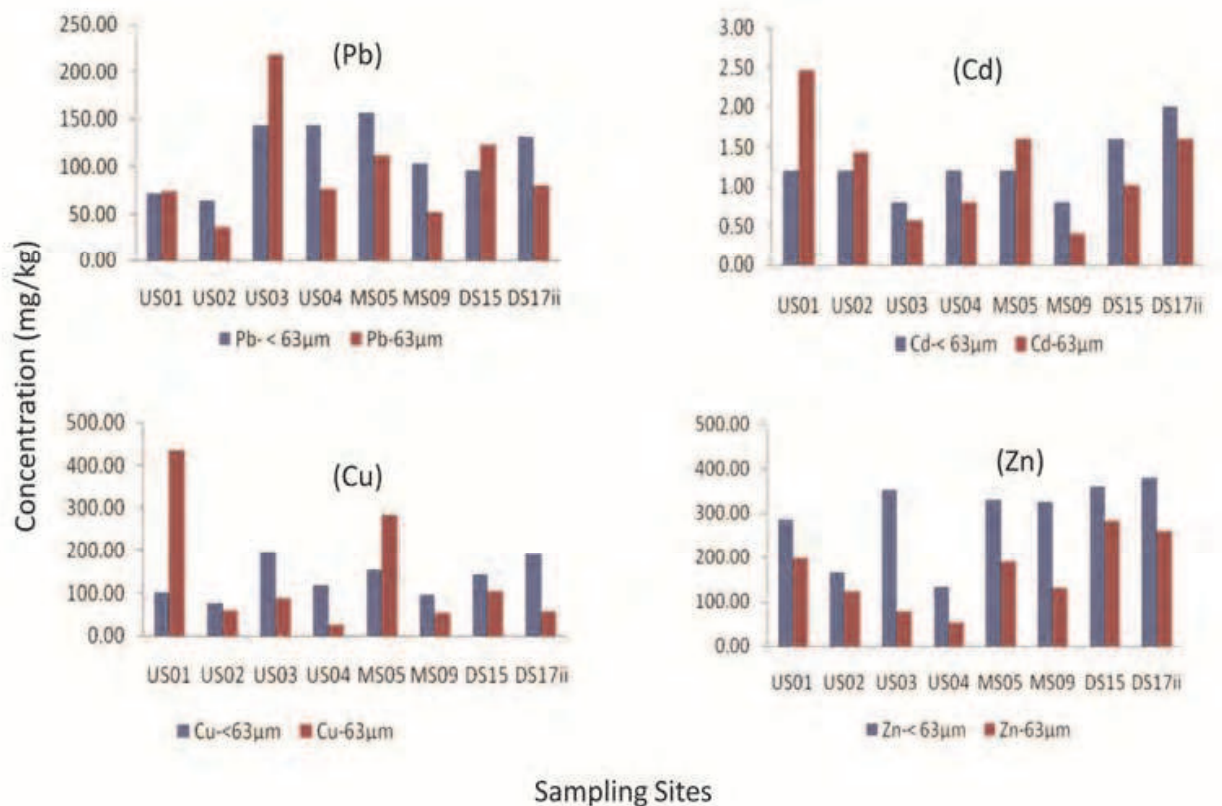 Concentration (mg/kg)
(Pb)
250.00
200.00
150.00
100.00
50.00
0.00
US01 US02 US03 US04 MS05 MS09 DS15 DS17ii
Pb- < 63µm Pb-63µm
(Cd)
3.00
2.50
2.00
1.50
1.00
0.50
0.00
US01 US02 US03 US04 MS05 MS09 DS15 DS17ii
Cd-< 63µm Cd-63µm
(Cu)
500.00
400.00
300.00
200.00
100.00
0.00
US01 US02 US03 US04 MS05 MS09 DS15 DS17ii
Cu-<63µm Cu-63µm
(Zn)
500.00
400.00
300.00
200.00
100.00
0.00
US01 US02 US03 US04 MS05 MS09 DS15 DS17ii
Zn-< 63µm Zn-63µm
Sampling Sites